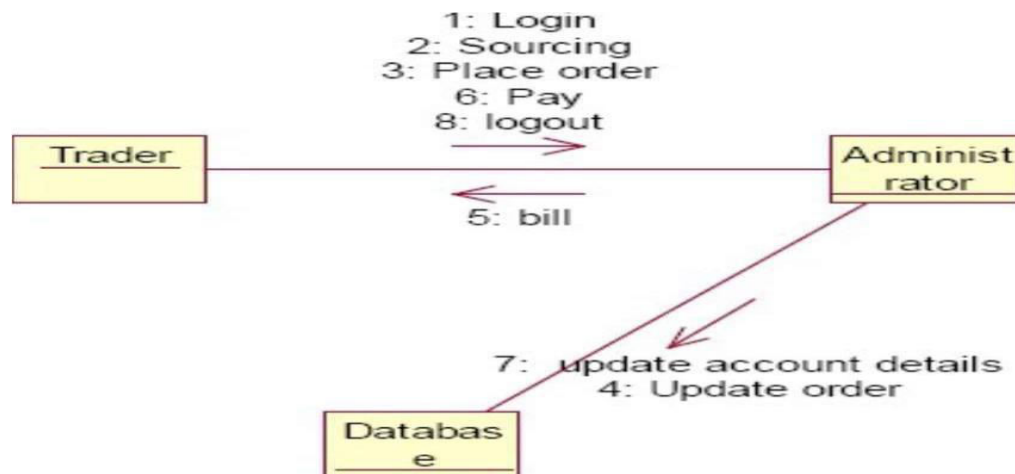 1: Login
2: Sourcing
3: Place order
6: Pay
8: logout
Trader
Administ
rator
5: bill
7: update account details
4: Update order
Databas
e